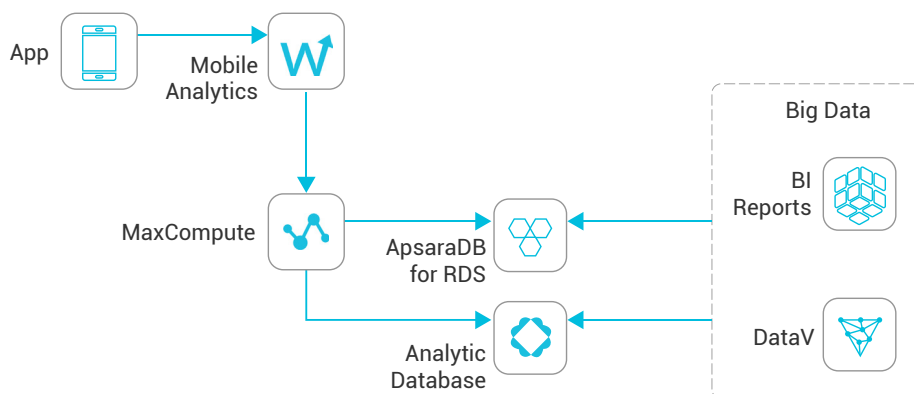 App
Mobile
Analytics
Big Data
BI
Reports
MaxCompute
ApsaraDB
for RDS
DataV
Analytic
Database